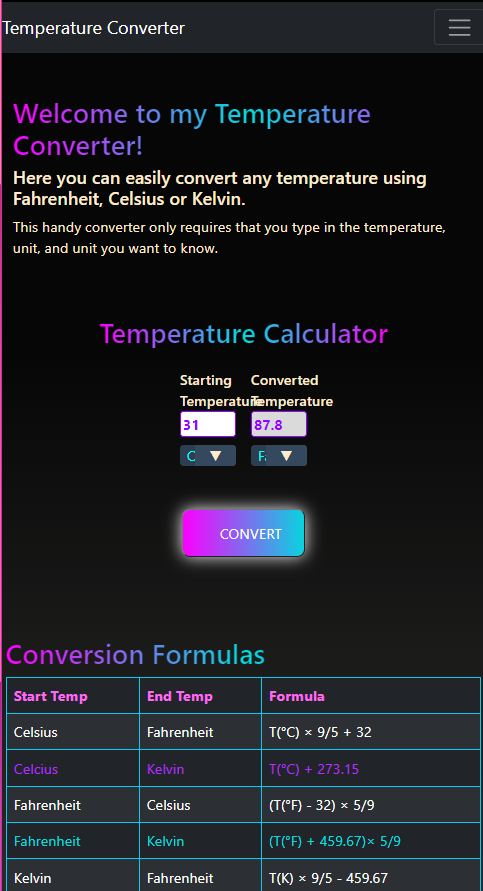 Temperature Converter
Welcome to my Temperature
Converter!
Here you can easily convert any temperature using
Fahrenheit, Celsius or Kelvin.
This handy converter only requires that you type in the temperature,
unit, and unit you want to know.
Temperature Calculator
Starting Converted
Temperature Temperature
31 87.8
C ▼ Fa ▼
CONVERT
Conversion Formulas
Start Temp End Temp Formula
Celsius Fahrenheit T(°C) × 9/5 + 32
Celcius Kelvin T(°C) + 273.15
Fahrenheit Celsius (T(°F) - 32) × 5/9
Fahrenheit Kelvin (T(°F) + 459.67)× 5/9
Kelvin Fahrenheit T(K) × 9/5 - 459.67